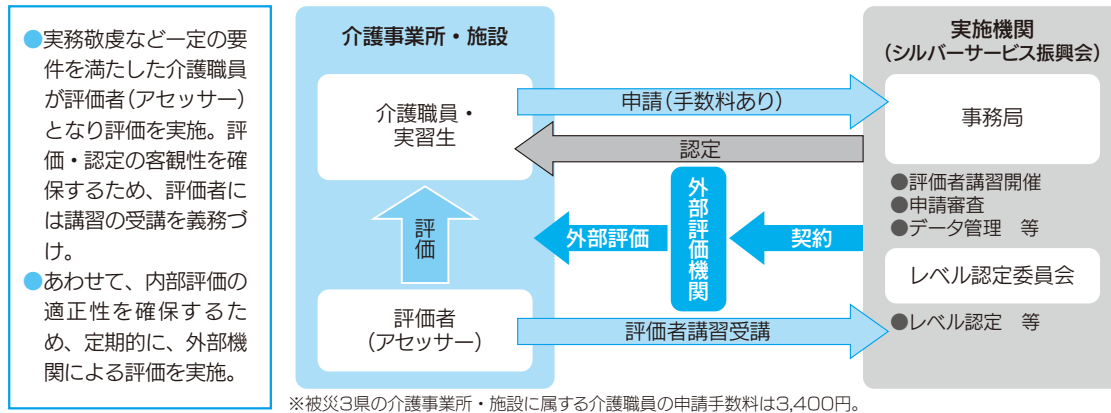 ●実務敬虔など一定の要
件を満たした介護職員
が評価者(アセッサー)
となり評価を実施。評
価・認定の客観性を確
保するため、評価者に
は講習の受講を義務づ
け。
●あわせて、内部評価の
適正性を確保するた
め、定期的に、外部機
関による評価を実施。
介護事業所・施設
介護職員・
実習生
評価
評価者
(アセッサー)
申請(手数料あり)
認定
外部評価
外部評価機関
契約
評価者講習受講
実施機関
(シルバーサービス振興会)
事務局
●評価者講習開催
●申請審査
●データ管理　等
レベル認定委員会
●レベル認定　等
※被災3県の介護事業所・施設に属する介護職員の申請手数料は3,400円。